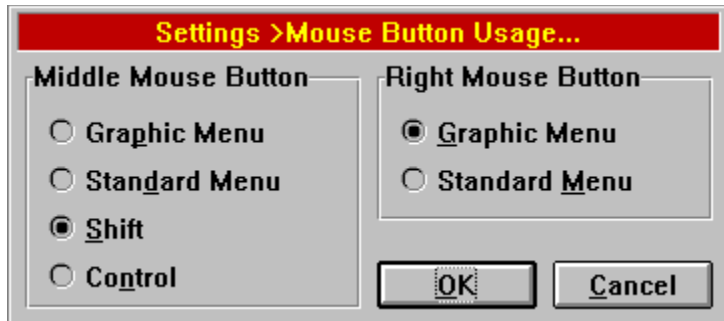 Settings >Mouse Button Usage...
Middle Mouse Button
Graphic Menu
Standard Menu
Shift
Control
Right Mouse Button
Graphic Menu
Standard Menu
OK
Cancel